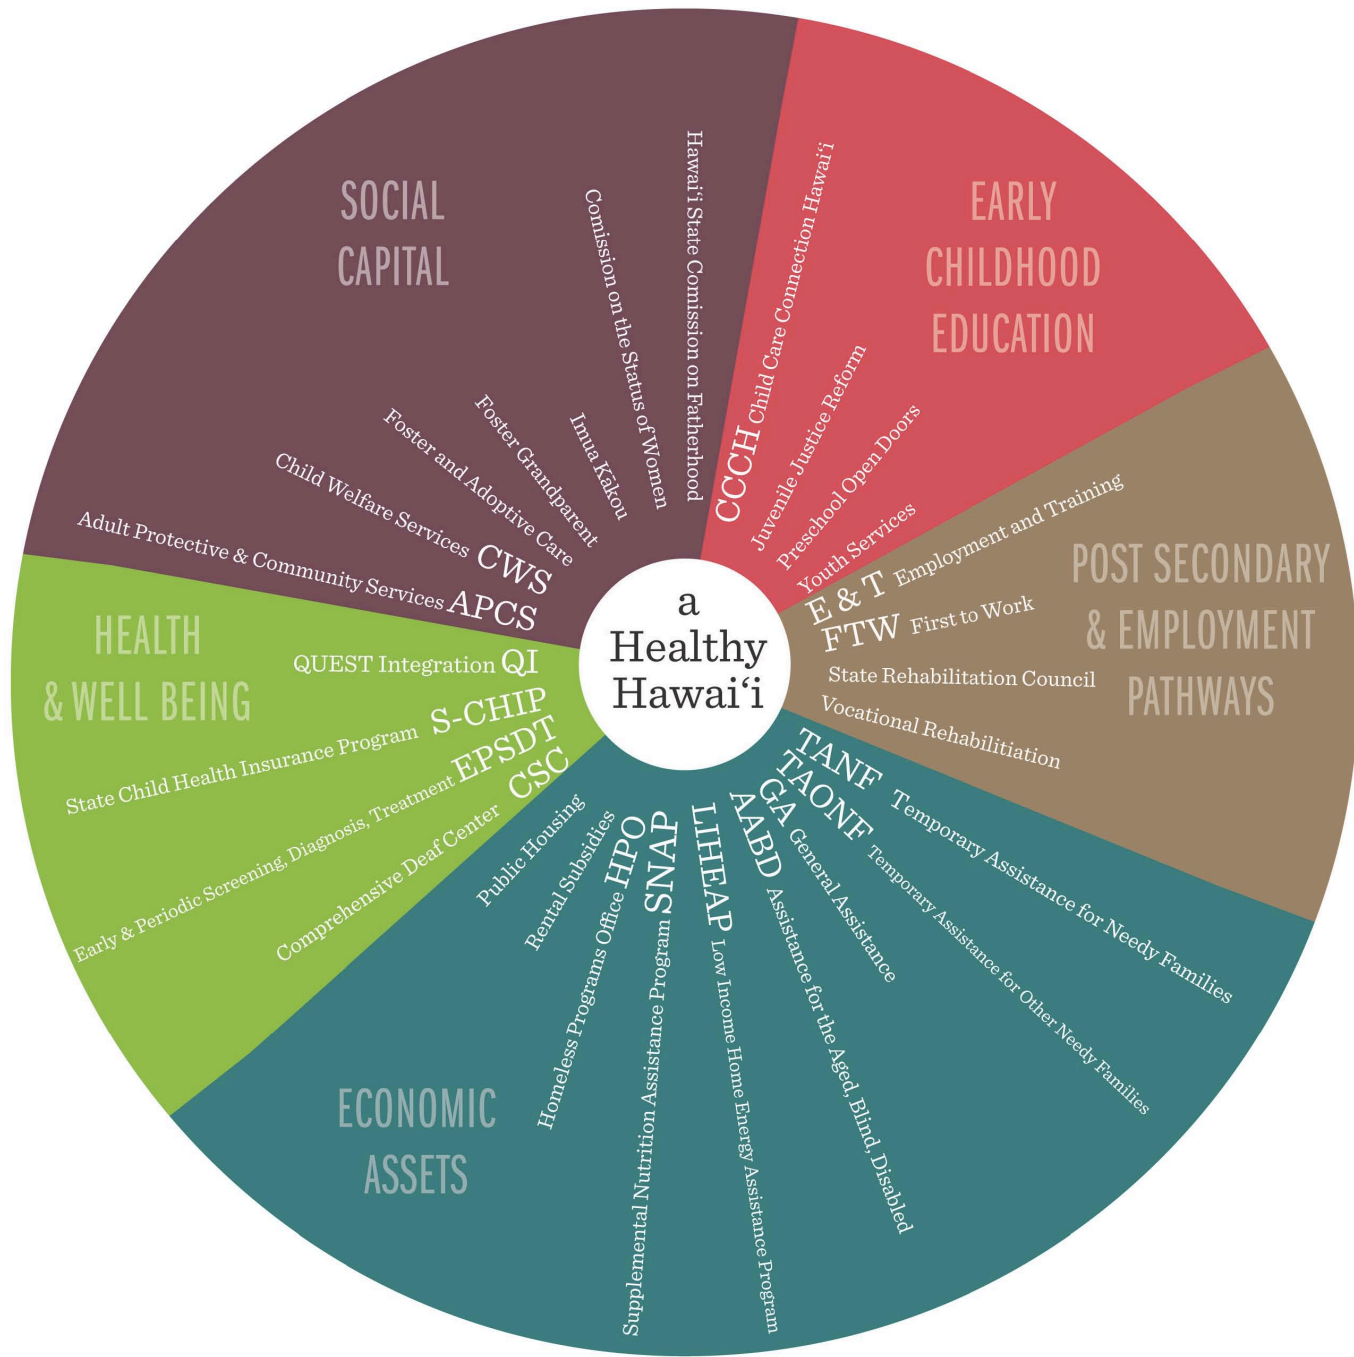 a
Healthy
Hawai‘i
SOCIAL
CAPITAL
Adult Protective & Community Services APCS
Child Welfare Services CWS
Foster and Adoptive Care
Foster Grandparent
Imua Kākou
Comission on the Status of Women
Hawai‘i State Comission on Fatherhood
EARLY
CHILDHOOD
EDUCATION
CCCH Child Care Connection Hawai‘i
Juvenile Justice Reform
Preschool Open Doors
Youth Services
POST SECONDARY
& EMPLOYMENT
PATHWAYS
E & T Employment and Training
FTW First to Work
State Rehabilitation Council
Vocational Rehabilitiation
TANF Temporary Assistance for Needy Families
TAONF Temporary Assistance for Other Needy Families
GA General Assistance
AABD Assistance for the Aged, Blind, Disabled
LIHEAP Low Income Home Energy Assistance Program
Supplemental Nutrition Assistance Program SNAP
Homeless Programs Office HPO
Rental Subsidies
Public Housing
ECONOMIC
ASSETS
HEALTH
& WELL BEING
QUEST Integration QI
State Child Health Insurance Program S-CHIP
Early & Periodic Screening, Diagnosis, Treatment EPSDT
Comprehensive Deaf Center CSC